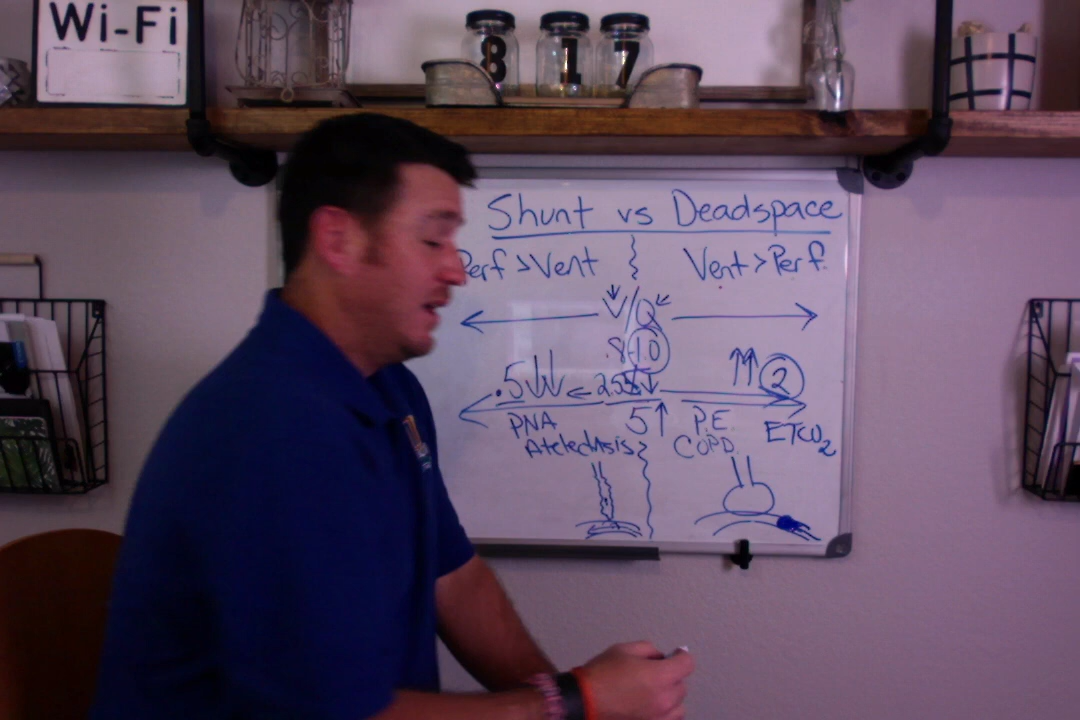 Wi-Fi
8 1 7
Shunt vs Deadspace
Perf > Vent
Vent > Perf.
V/Q
.8-1.0
.5↓↓
↑↑ 2
PNA
Atelectasis
5↑
P.E.
COPD
ETCO2